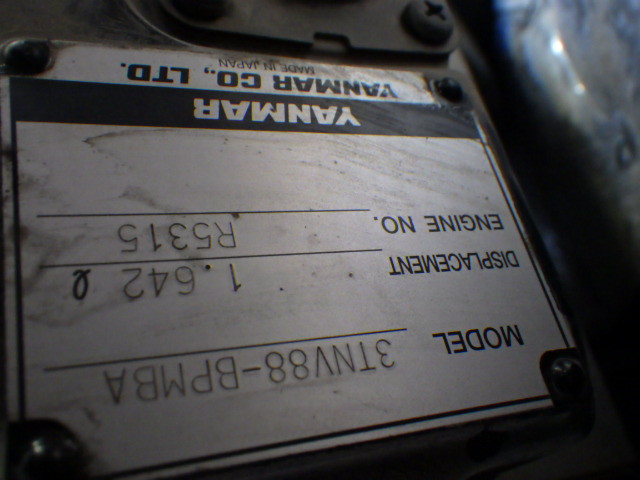 MODEL 3TNV88-BPMBA
DISPLACEMENT 1.642 ℓ
ENGINE NO. R5315
YANMAR
YANMAR CO., LTD.
MADE IN JAPAN